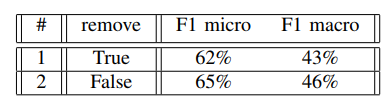 # remove F1 micro F1 macro
1 True 62% 43%
2 False 65% 46%